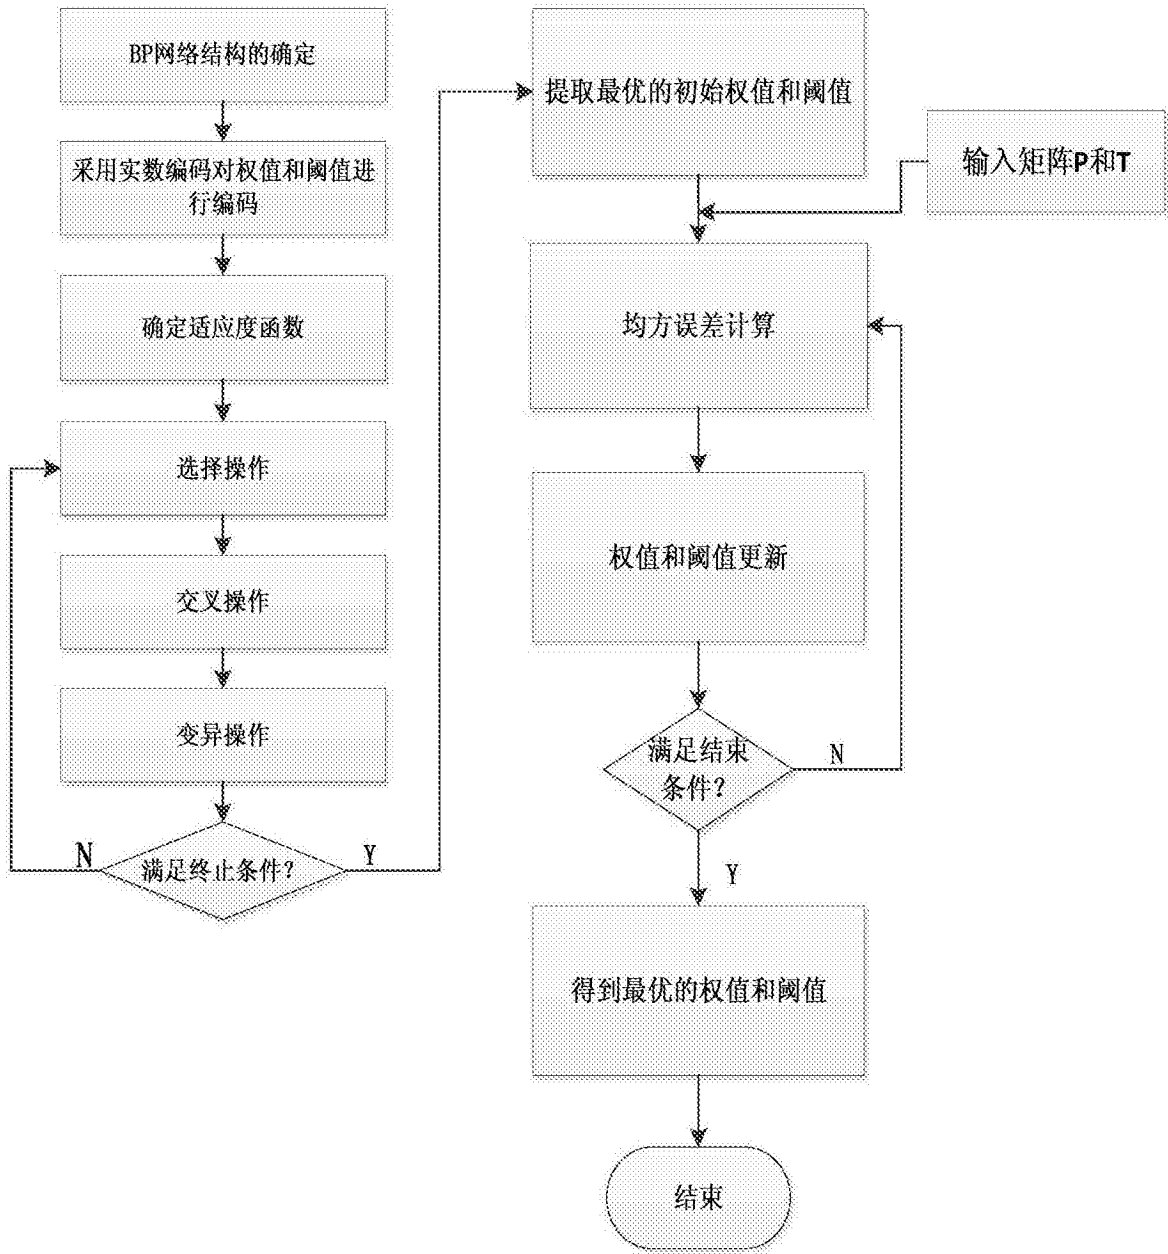 BP网络结构的确定
采用实数编码对权值和阈值进
行编码
确定适应度函数
选择操作
交叉操作
变异操作
N
满足终止条件?
Y
提取最优的初始权值和阈值
输入矩阵P和T
均方误差计算
权值和阈值更新
满足结束
条件?
N
Y
得到最优的权值和阈值
结束